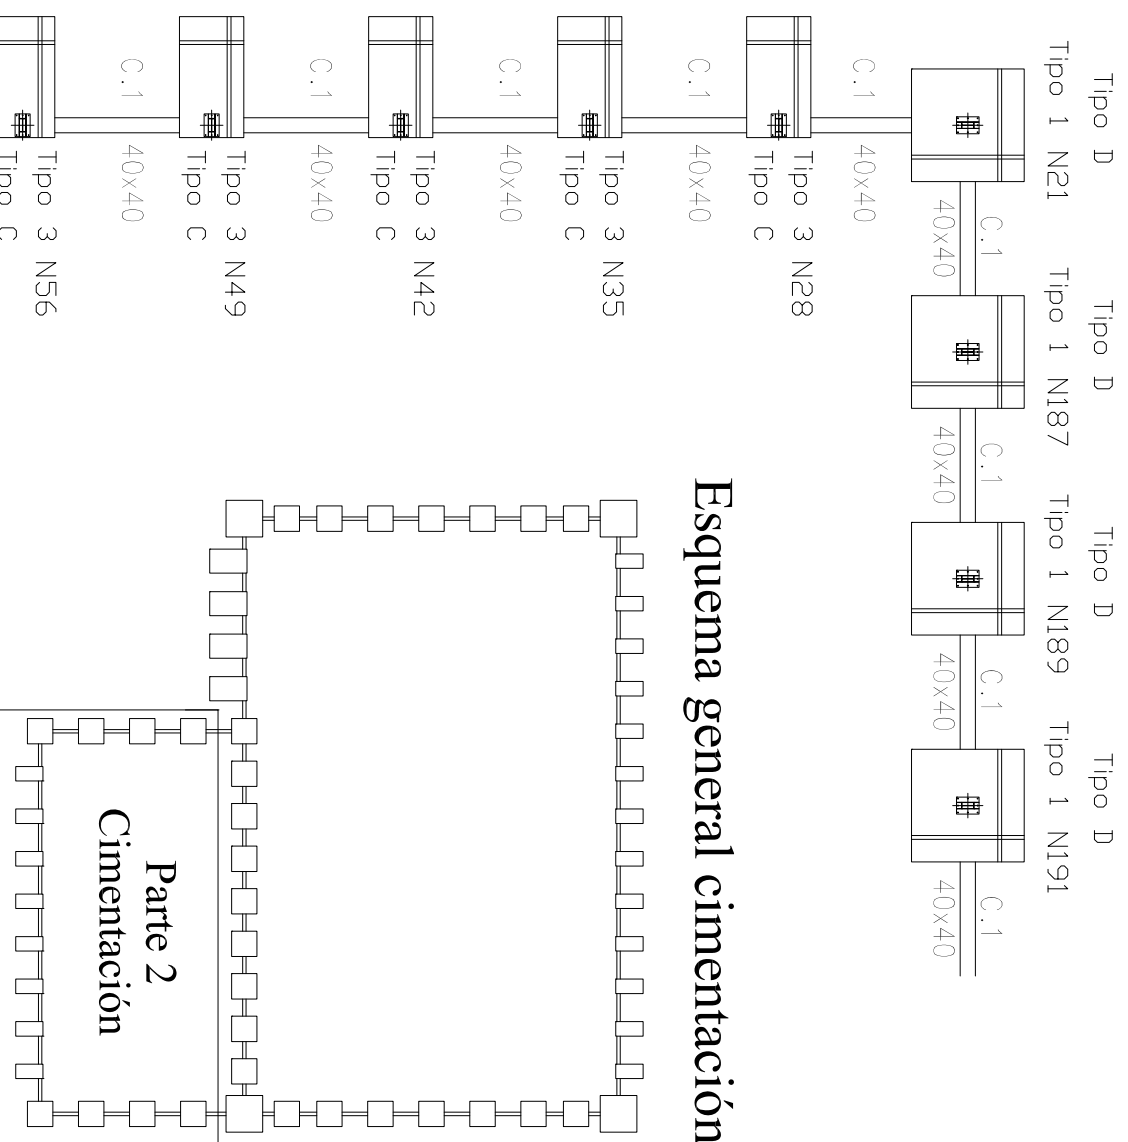 Tipo D
Tipo 1 N21
Tipo D
Tipo 1 N187
Tipo D
Tipo 1 N189
Tipo D
Tipo 1 N191
C.1
40x40
C.1
40x40
C.1
40x40
C.1
40x40
C.1
40x40
Tipo 3 N28
Tipo C
C.1
40x40
Tipo 3 N35
Tipo C
C.1
40x40
Tipo 3 N42
Tipo C
C.1
40x40
Tipo 3 N49
Tipo C
C.1
40x40
Tipo 3 N56
Tipo C
Esquema general cimentación
Parte 2
Cimentación